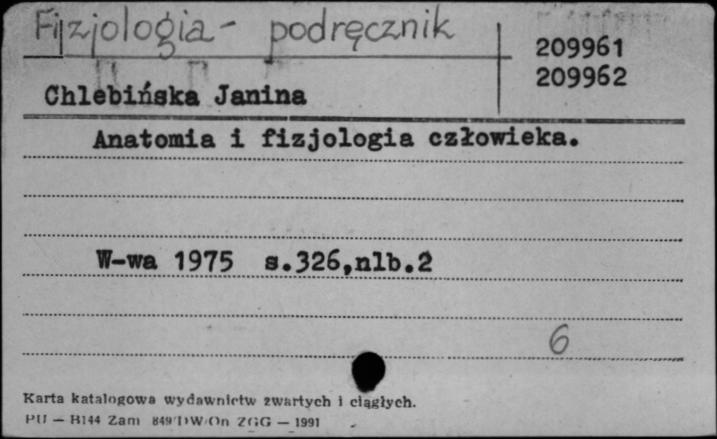 Fizjologia - podręcznik
209961
209962
Chlebińska Janina
Anatomia i fizjologia człowieka.
W-wa 1975 s.326,nlb.2
6
Karta katalogowa wydawnictw zwartych i ciągłych.
PU — B144 Zam 849/DW/On ZGG — 1991